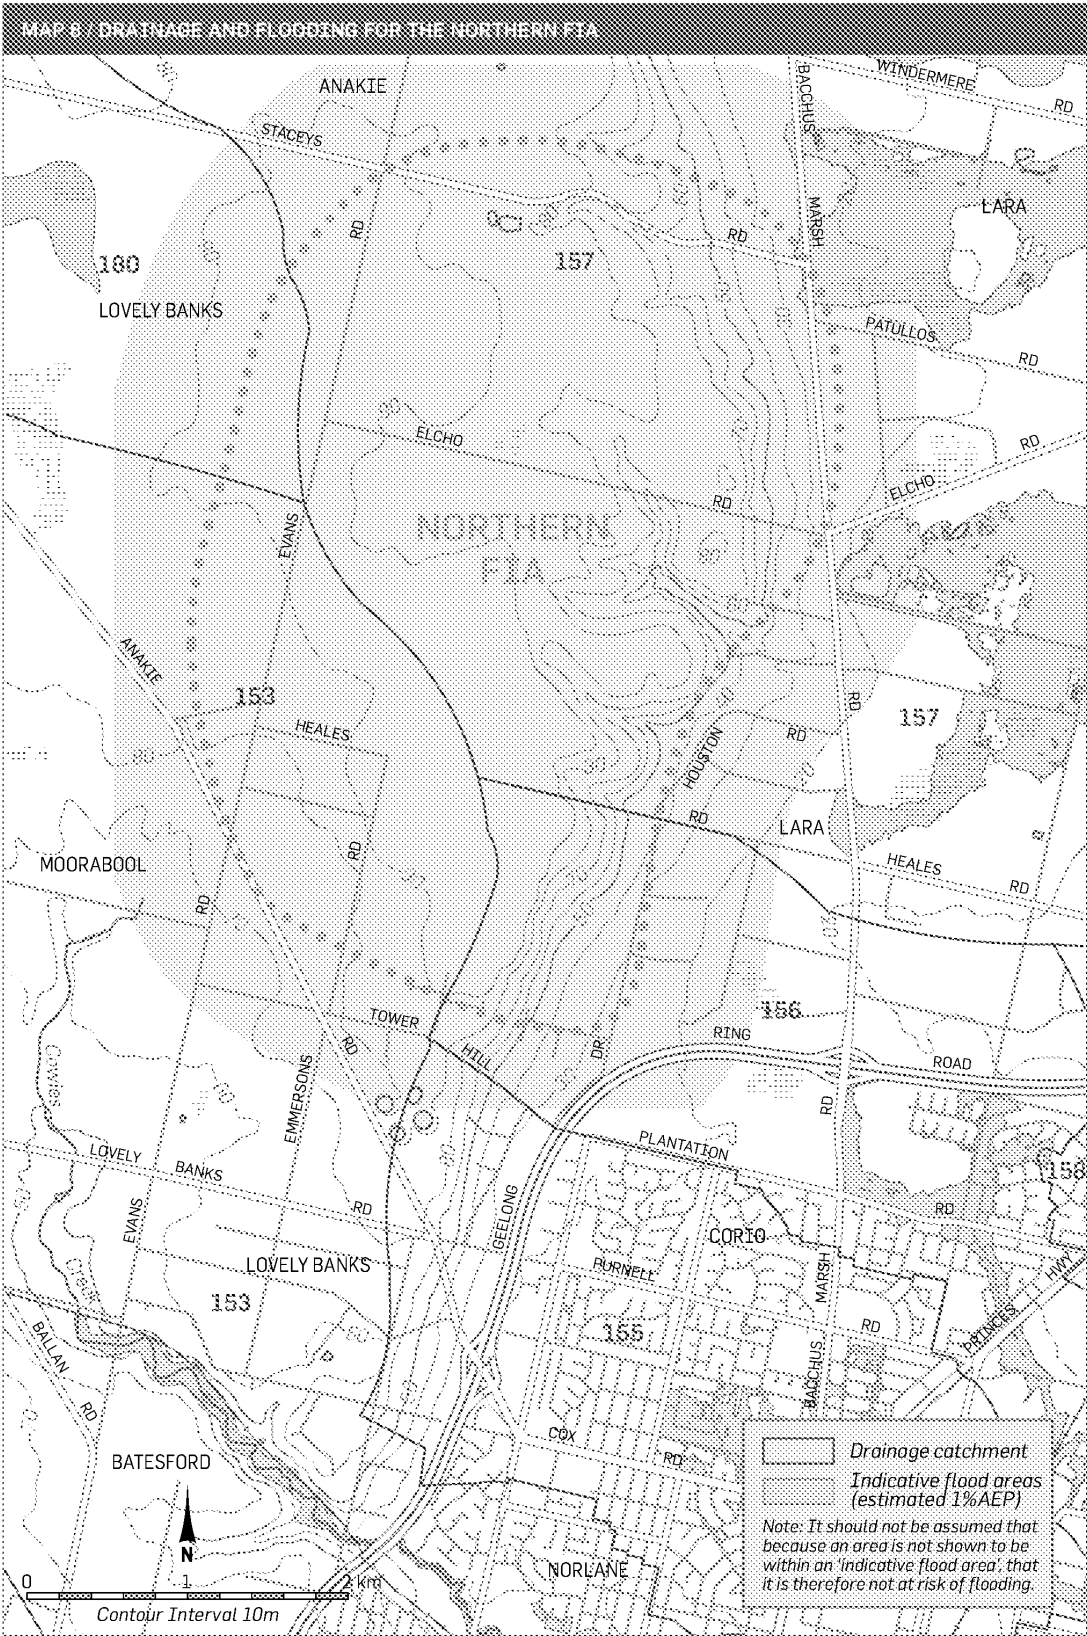 MAP 8 / DRAINAGE AND FLOODING FOR THE NORTHERN FIA
ANAKIE
WINDERMERE
RD
BACCHUS
MARSH
STACEYS
RD
RD
LARA
180
157
LOVELY BANKS
PATULLOS
RD
ELCHO
RD
ELCHO
RD
EVANS
NORTHERN
FIA
ANAKIE
153
HEALES
RD
157
HOUSTON
RD
RD
LARA
RD
HEALES
RD
MOORABOOL
RD
156
TOWER
HILL
RD
DR
RING
ROAD
EMMERSONS
RD
Cowies
Creek
PLANTATION
158
LOVELY
BANKS
RD
RD
EVANS
GEELONG
CORIO
LOVELY BANKS
PURNELL
RD
MARSH
BACCHUS
HWY
PRINCES
153
155
BALLAN
RD
COX
RD
BATESFORD
N
NORLANE
0 1 2 km
Contour Interval 10m
Drainage catchment
Indicative flood areas
(estimated 1%AEP)
Note: It should not be assumed that
because an area is not shown to be
within an 'indicative flood area', that
it is therefore not at risk of flooding.